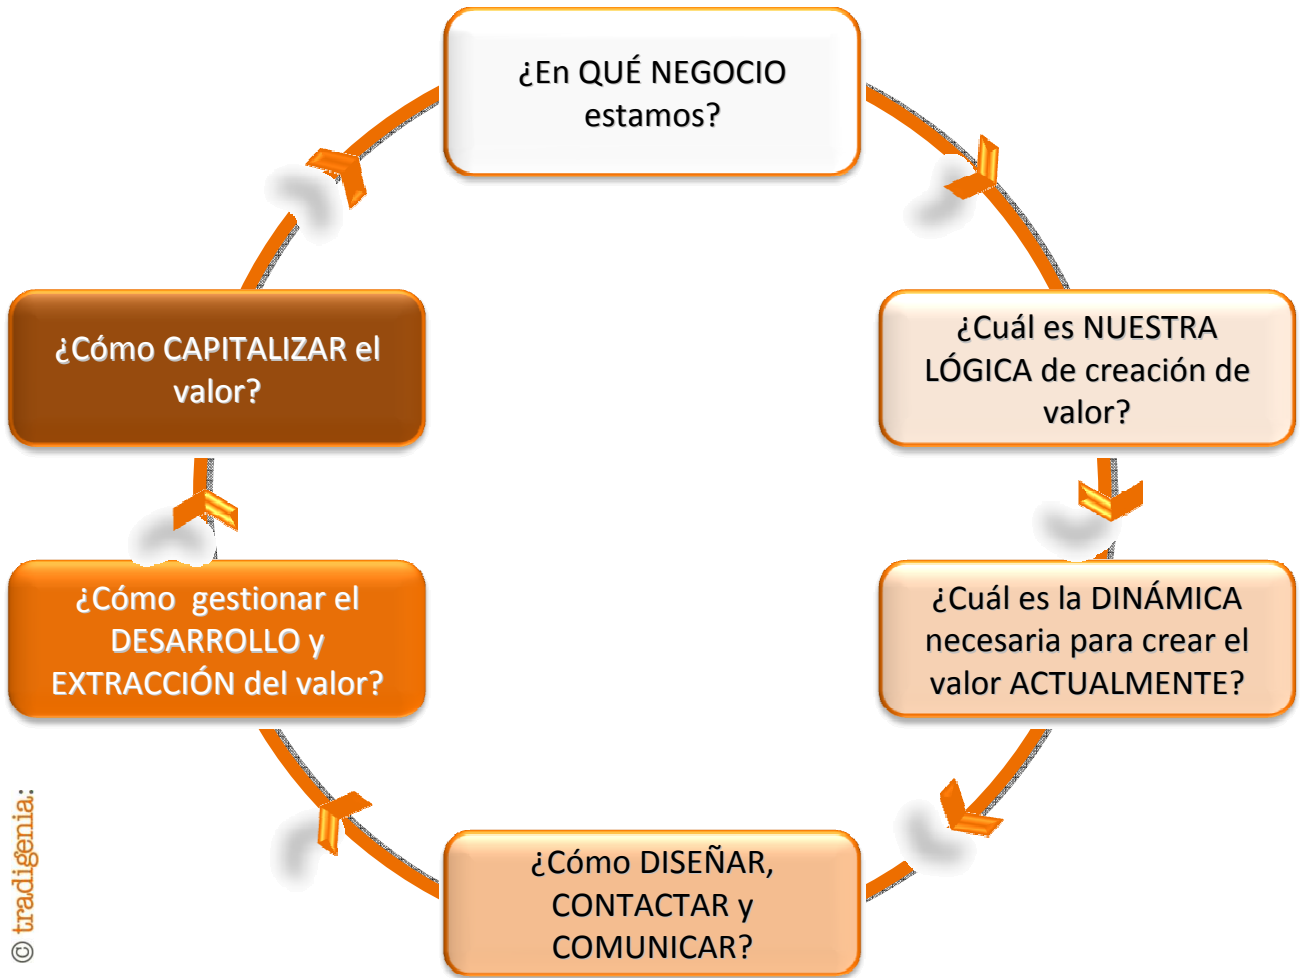 ¿En QUÉ NEGOCIO
estamos?
¿Cuál es NUESTRA
LÓGICA de creación de
valor?
¿Cuál es la DINÁMICA
necesaria para crear el
valor ACTUALMENTE?
¿Cómo DISEÑAR,
CONTACTAR y
COMUNICAR?
¿Cómo  gestionar el
DESARROLLO y
EXTRACCIÓN del valor?
¿Cómo CAPITALIZAR el
valor?
© tradigenia: